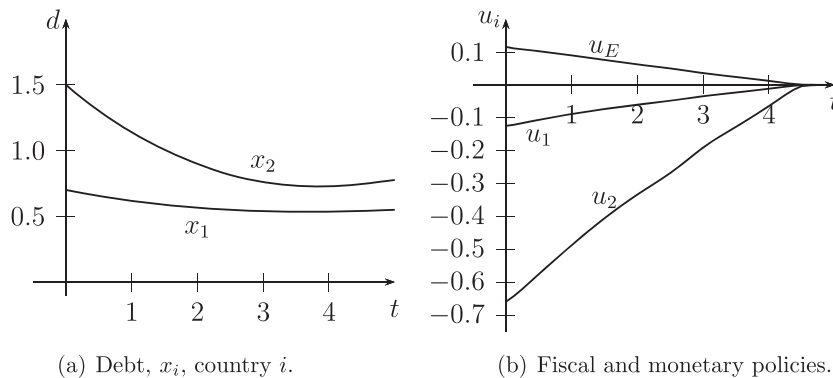 d
1.5
1.0
0.5
x₂
x₁
1 2 3 4 t
(a) Debt, xᵢ, country i.
uᵢ
0.1
−0.1
−0.2
−0.3
−0.4
−0.5
−0.6
−0.7
u_E
u₁
u₂
1 2 3 4 t
(b) Fiscal and monetary policies.